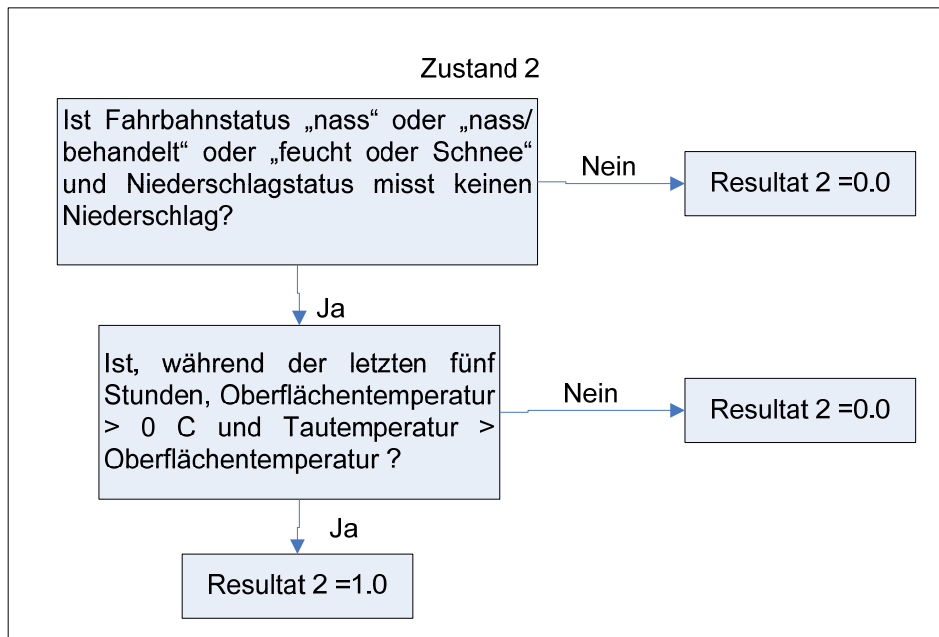 Zustand 2
Ist Fahrbahnstatus „nass“ oder „nass/
behandelt“ oder „feucht oder Schnee“
und Niederschlagstatus misst keinen
Niederschlag?
Nein
Resultat 2 =0.0
Ja
Ist, während der letzten fünf
Stunden, Oberflächentemperatur
> 0 C und Tautemperatur >
Oberflächentemperatur ?
Nein
Resultat 2 =0.0
Ja
Resultat 2 =1.0